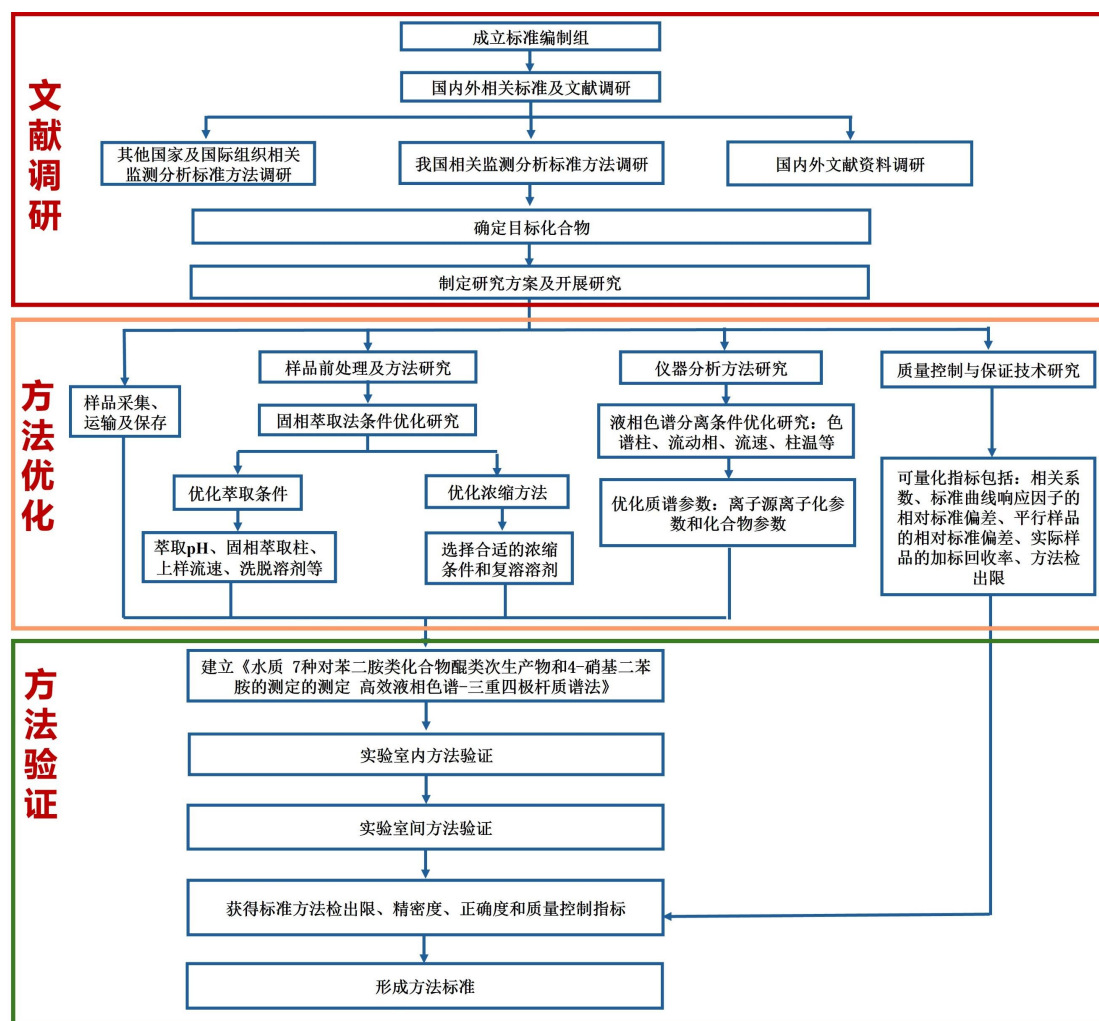 文献调研
成立标准编制组
国内外相关标准及文献调研
其他国家及国际组织相关
监测分析标准方法调研
我国相关监测分析标准方法调研
国内外文献资料调研
确定目标化合物
制定研究方案及开展研究
方法优化
样品采集、
运输及保存
样品前处理及方法研究
固相萃取法条件优化研究
优化萃取条件
萃取pH、固相萃取柱、
上样流速、洗脱溶剂等
优化浓缩方法
选择合适的浓缩
条件和复溶溶剂
仪器分析方法研究
液相色谱分离条件优化研究：色
谱柱、流动相、流速、柱温等
优化质谱参数：离子源离子化参
数和化合物参数
质量控制与保证技术研究
可量化指标包括：相关系
数、标准曲线响应因子的
相对标准偏差、平行样品
的相对标准偏差、实际样
品的加标回收率、方法检
出限
方法验证
建立《水质 7种对苯二胺类化合物醌类次生产物和4-硝基二苯
胺的测定的测定 高效液相色谱-三重四极杆质谱法》
实验室内方法验证
实验室间方法验证
获得标准方法检出限、精密度、正确度和质量控制指标
形成方法标准